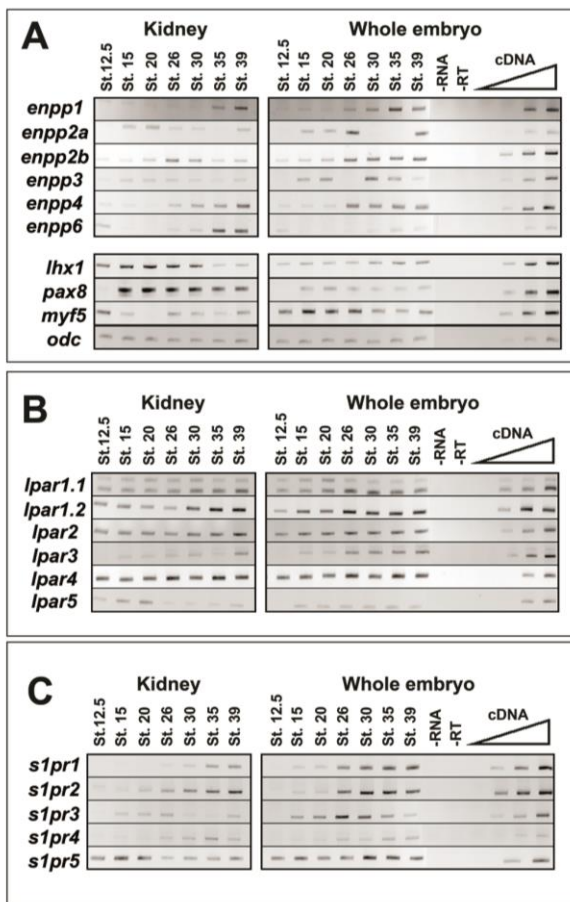 A
Kidney Whole embryo
St.12.5 St. 15 St. 20 St. 26 St. 30 St. 35 St. 39 St. 12.5 St. 15 St. 20 St. 26 St. 30 St. 35 St. 39 -RNA -RT cDNA
enpp1
enpp2a
enpp2b
enpp3
enpp4
enpp6
lhx1
pax8
myf5
odc
B
Kidney Whole embryo
St.12.5 St. 15 St. 20 St. 26 St. 30 St. 35 St. 39 St. 12.5 St. 15 St. 20 St. 26 St. 30 St. 35 St. 39 -RNA -RT cDNA
lpar1.1
lpar1.2
lpar2
lpar3
lpar4
lpar5
C
Kidney Whole embryo
St.12.5 St. 15 St. 20 St. 26 St. 30 St. 35 St. 39 St. 12.5 St. 15 St. 20 St. 26 St. 30 St. 35 St. 39 -RNA -RT cDNA
s1pr1
s1pr2
s1pr3
s1pr4
s1pr5